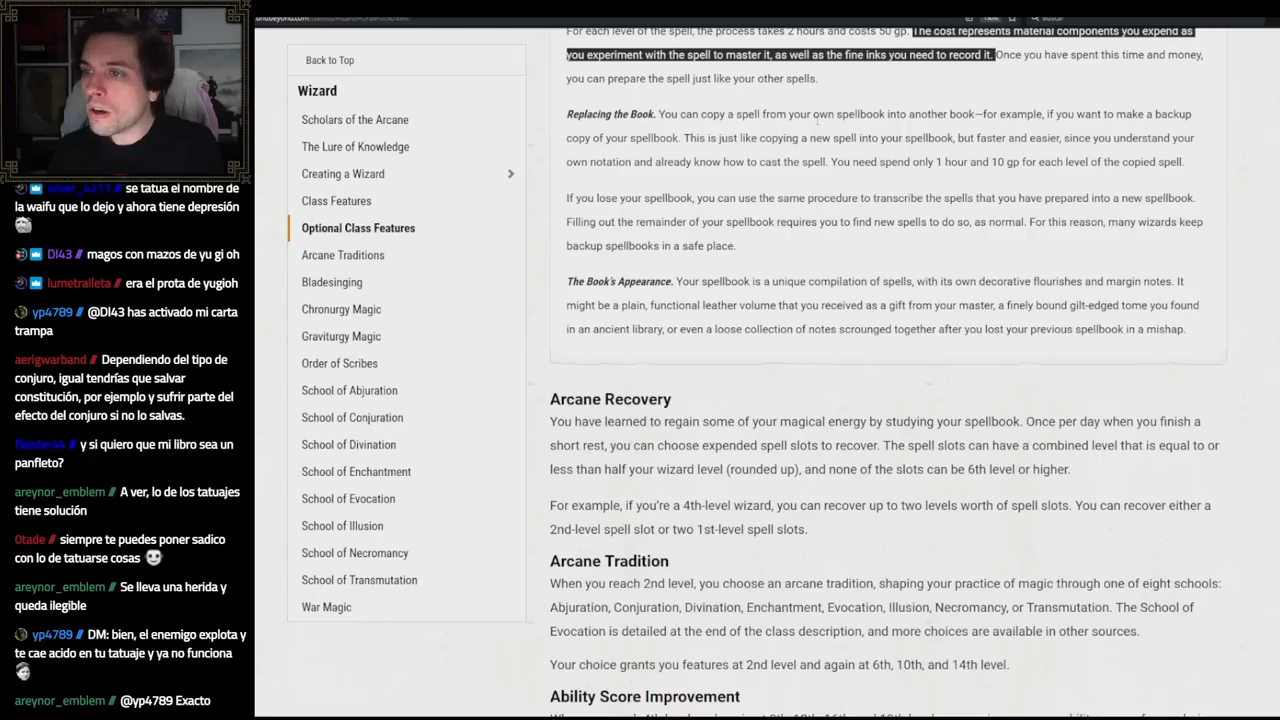 se tatua el nombre de
la waifu que lo dejo y ahora tiene depresión
Dl43 // magos con mazos de yu gi oh
lumetralleta // era el prota de yugioh
yp4789 // @Dl43 has activado mi carta
trampa
aerigwarband // Dependiendo del tipo de
conjuro, igual tendrías que salvar
constitución, por ejemplo y sufrir parte del
efecto del conjuro si no lo salvas.
y si quiero que mi libro sea un
panfleto?
areynor_emblem // A ver, lo de los tatuajes
tiene solución
0tade // siempre te puedes poner sadico
con lo de tatuarse cosas
areynor_emblem // Se lleva una herida y
queda ilegible
yp4789 // DM: bien, el enemigo explota y
te cae acido en tu tatuaje y ya no funciona
areynor_emblem // @yp4789 Exacto
Back to Top
Wizard
Scholars of the Arcane
The Lure of Knowledge
Creating a Wizard
Class Features
Optional Class Features
Arcane Traditions
Bladesinging
Chronurgy Magic
Graviturgy Magic
Order of Scribes
School of Abjuration
School of Conjuration
School of Divination
School of Enchantment
School of Evocation
School of Illusion
School of Necromancy
School of Transmutation
War Magic
For each level of the spell, the process takes 2 hours and costs 50 gp. The cost represents material components you expend as
you experiment with the spell to master it, as well as the fine inks you need to record it. Once you have spent this time and money,
you can prepare the spell just like your other spells.
Replacing the Book. You can copy a spell from your own spellbook into another book—for example, if you want to make a backup
copy of your spellbook. This is just like copying a new spell into your spellbook, but faster and easier, since you understand your
own notation and already know how to cast the spell. You need spend only 1 hour and 10 gp for each level of the copied spell.
If you lose your spellbook, you can use the same procedure to transcribe the spells that you have prepared into a new spellbook.
Filling out the remainder of your spellbook requires you to find new spells to do so, as normal. For this reason, many wizards keep
backup spellbooks in a safe place.
The Book's Appearance. Your spellbook is a unique compilation of spells, with its own decorative flourishes and margin notes. It
might be a plain, functional leather volume that you received as a gift from your master, a finely bound gilt-edged tome you found
in an ancient library, or even a loose collection of notes scrounged together after you lost your previous spellbook in a mishap.
Arcane Recovery
You have learned to regain some of your magical energy by studying your spellbook. Once per day when you finish a
short rest, you can choose expended spell slots to recover. The spell slots can have a combined level that is equal to or
less than half your wizard level (rounded up), and none of the slots can be 6th level or higher.
For example, if you're a 4th-level wizard, you can recover up to two levels worth of spell slots. You can recover either a
2nd-level spell slot or two 1st-level spell slots.
Arcane Tradition
When you reach 2nd level, you choose an arcane tradition, shaping your practice of magic through one of eight schools:
Abjuration, Conjuration, Divination, Enchantment, Evocation, Illusion, Necromancy, or Transmutation. The School of
Evocation is detailed at the end of the class description, and more choices are available in other sources.
Your choice grants you features at 2nd level and again at 6th, 10th, and 14th level.
Ability Score Improvement